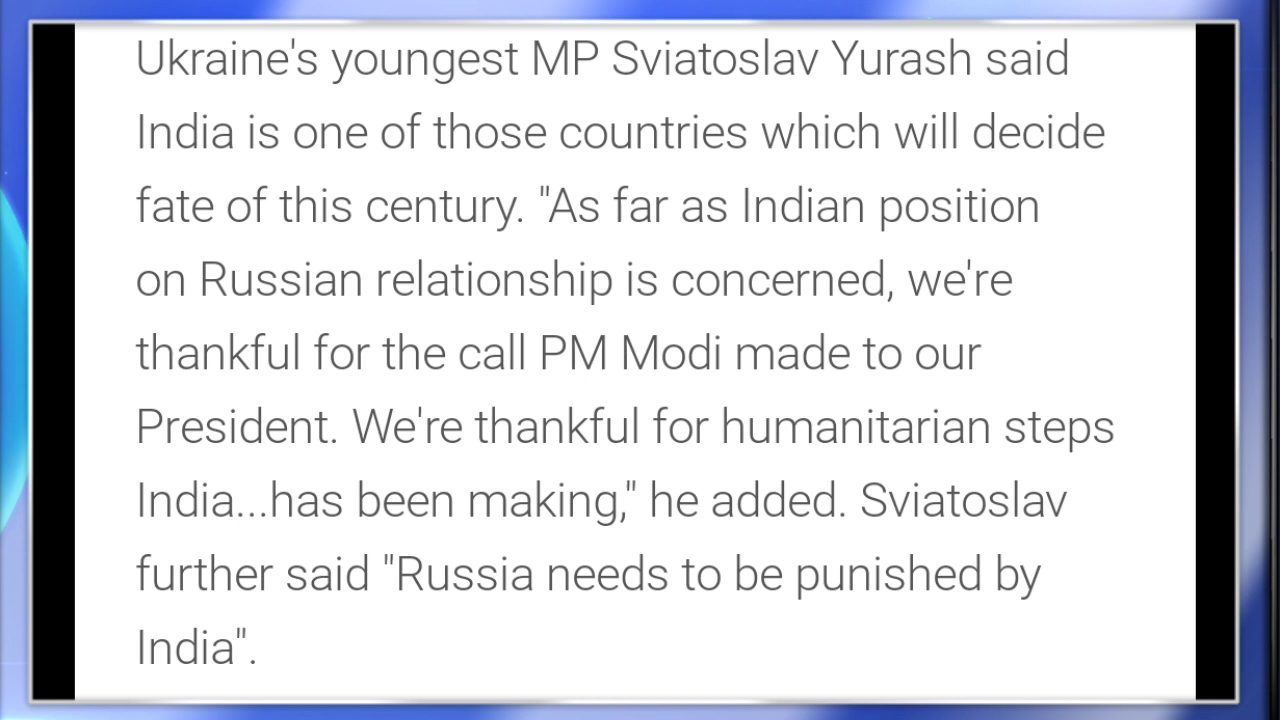 Ukraine's youngest MP Sviatoslav Yurash said
India is one of those countries which will decide
fate of this century. "As far as Indian position
on Russian relationship is concerned, we're
thankful for the call PM Modi made to our
President. We're thankful for humanitarian steps
India...has been making," he added. Sviatoslav
further said "Russia needs to be punished by
India".